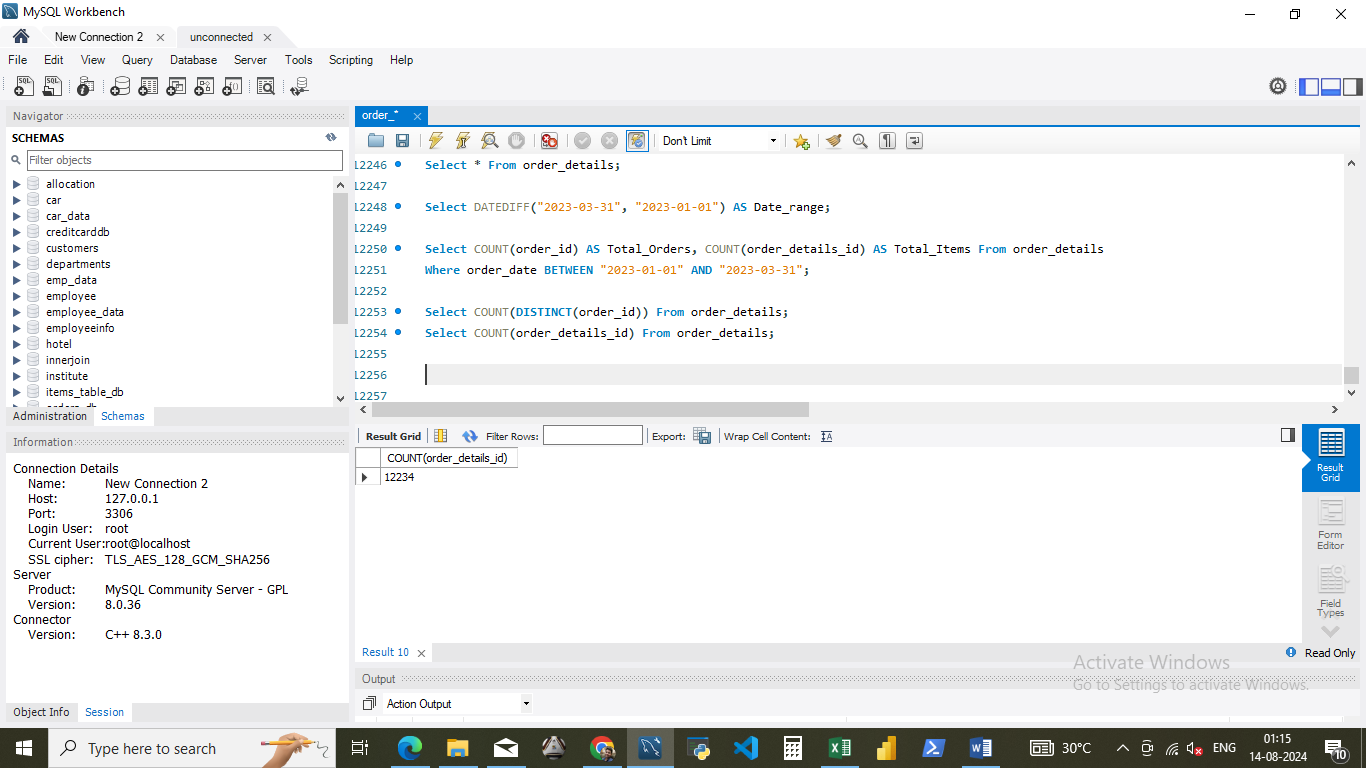 MySQL Workbench
New Connection 2
unconnected
File Edit View Query Database Server Tools Scripting Help
Navigator
SCHEMAS
Filter objects
allocation
car
car_data
creditcarddb
customers
departments
emp_data
employee
employee_data
employeeinfo
hotel
innerjoin
institute
items_table_db
Administration Schemas
Information
Connection Details
Name: New Connection 2
Host: 127.0.0.1
Port: 3306
Login User: root
Current User:root@localhost
SSL cipher: TLS_AES_128_GCM_SHA256
Server
Product: MySQL Community Server - GPL
Version: 8.0.36
Connector
Version: C++ 8.3.0
Object Info Session
order_*
Don't Limit
12246 Select * From order_details;
12247
12248 Select DATEDIFF("2023-03-31", "2023-01-01") AS Date_range;
12249
12250 Select COUNT(order_id) AS Total_Orders, COUNT(order_details_id) AS Total_Items From order_details
12251 Where order_date BETWEEN "2023-01-01" AND "2023-03-31";
12252
12253 Select COUNT(DISTINCT(order_id)) From order_details;
12254 Select COUNT(order_details_id) From order_details;
12255
12256
12257
Result Grid Filter Rows: Export: Wrap Cell Content:
COUNT(order_details_id)
12234
Result Grid
Form Editor
Field Types
Result 10
Read Only
Output
Action Output
Activate Windows
Go to Settings to activate Windows.
Type here to search
30°C
ENG
01:15
14-08-2024
10